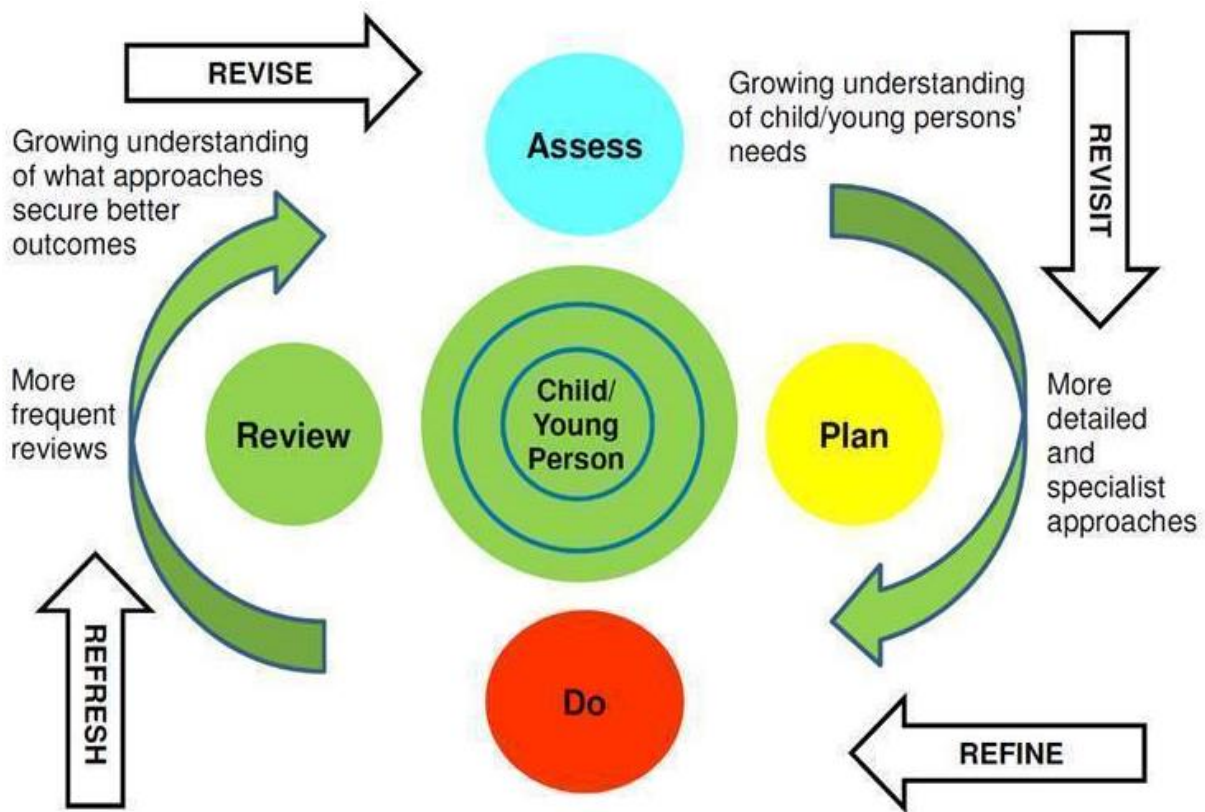 REVISE
Growing understanding
of what approaches
secure better
outcomes
Assess
Growing understanding
of child/young persons'
needs
REVISIT
More
frequent
reviews
Review
Child/
Young
Person
Plan
More
detailed
and
specialist
approaches
REFRESH
Do
REFINE